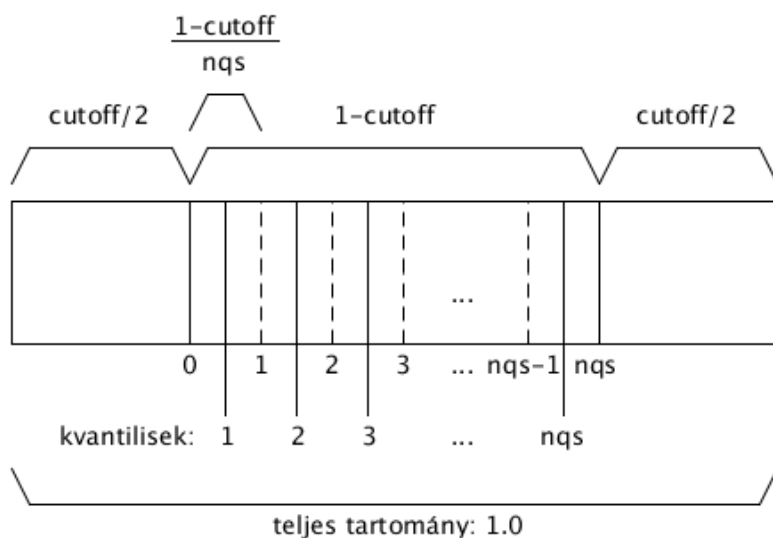 1-cutoff
nqs
cutoff/2 1-cutoff cutoff/2
...
0 1 2 3 ... nqs-1 nqs
kvantilisek: 1 2 3 ... nqs
teljes tartomány: 1.0